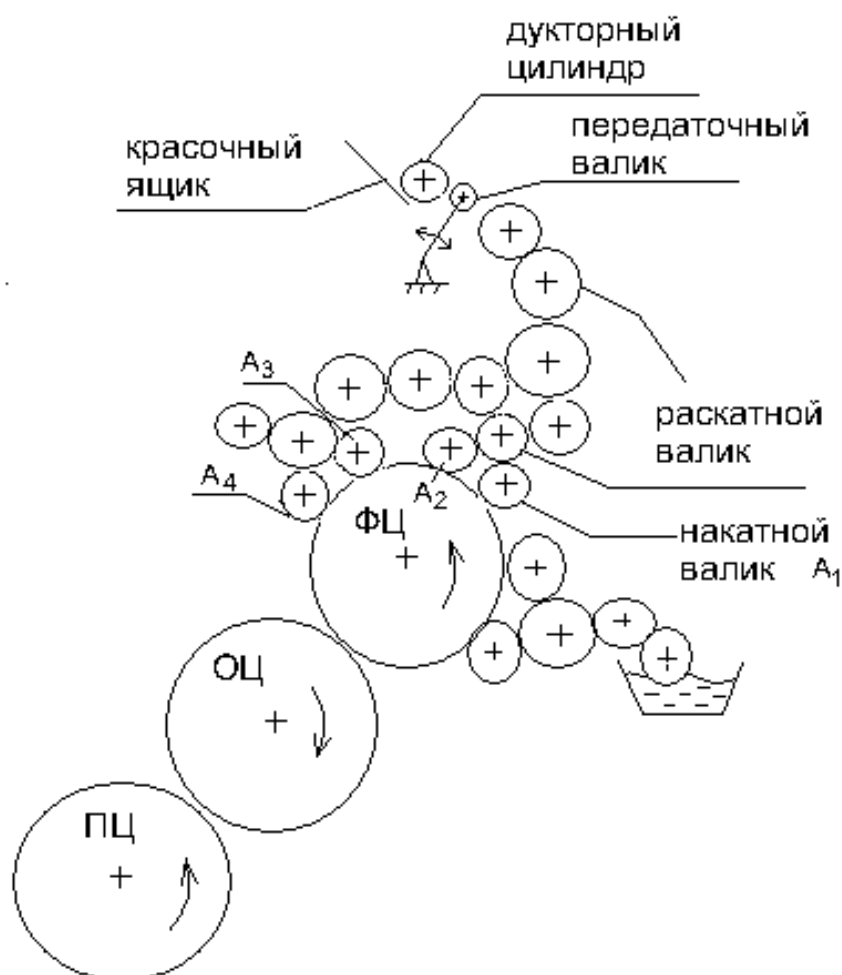 дукторный
цилиндр
передаточный
валик
красочный
ящик
A3
раскатной
валик
A4
A2
ФЦ
накатной
валик A1
ОЦ
ПЦ